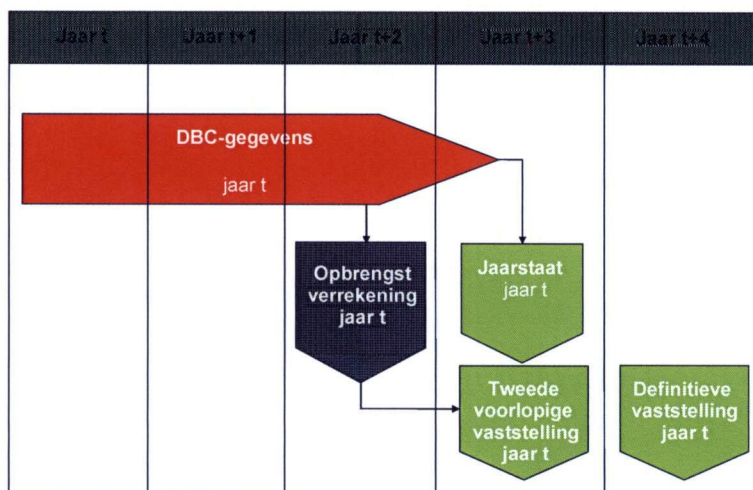 Jaar t
Jaar t+1
Jaar t+2
Jaar t+3
Jaar t+4
DBC-gegevens
jaar t
Opbrengst
verrekening
jaar t
Jaarstaat
jaar t
Tweede
voorlopige
vaststelling
jaar t
Definitieve
vaststelling
jaar t